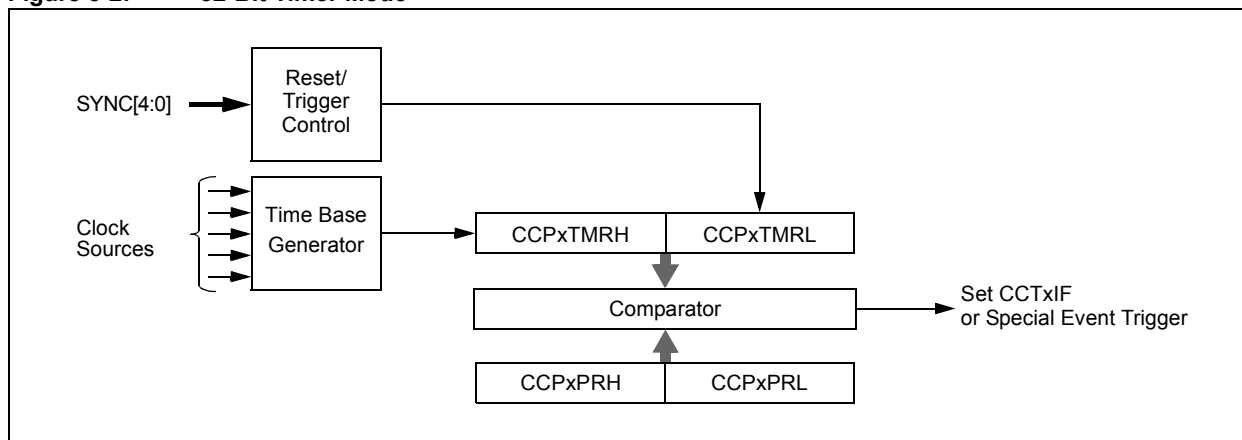 Reset/
Trigger
Control
SYNC[4:0]
Clock
Sources
Time Base
Generator
CCPxTMRH
CCPxTMRL
Comparator
Set CCTxIF
or Special Event Trigger
CCPxPRH
CCPxPRL